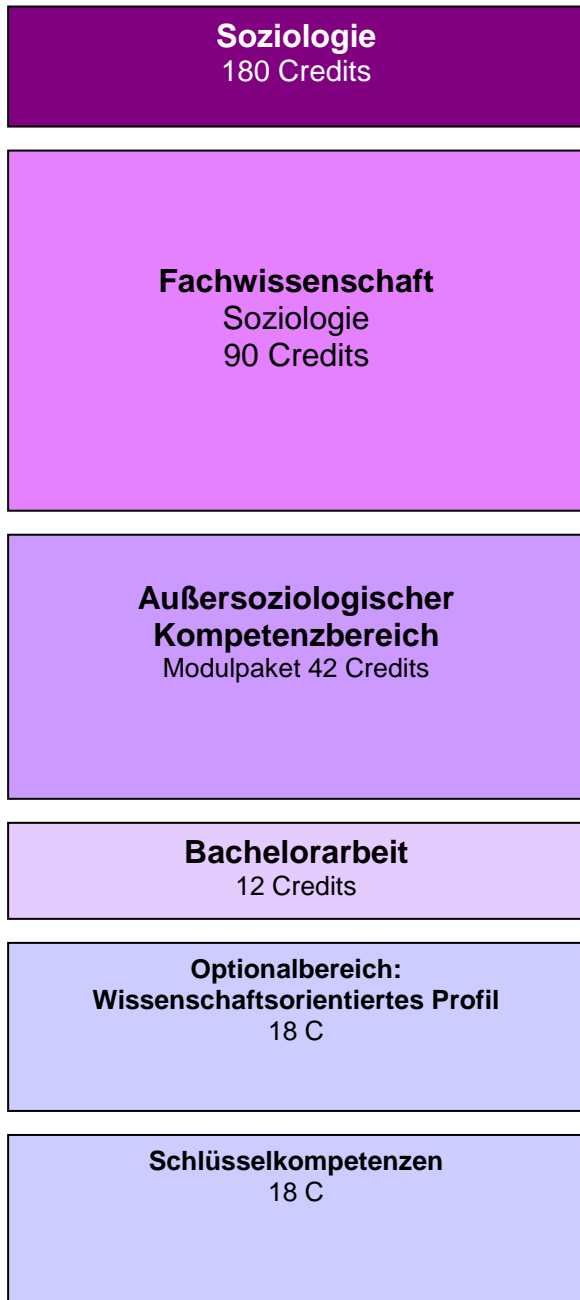 Soziologie
180 Credits
Fachwissenschaft
Soziologie
90 Credits
Außersoziologischer
Kompetenzbereich
Modulpaket 42 Credits
Bachelorarbeit
12 Credits
Optionalbereich:
Wissenschaftsorientiertes Profil
18 C
Schlüsselkompetenzen
18 C